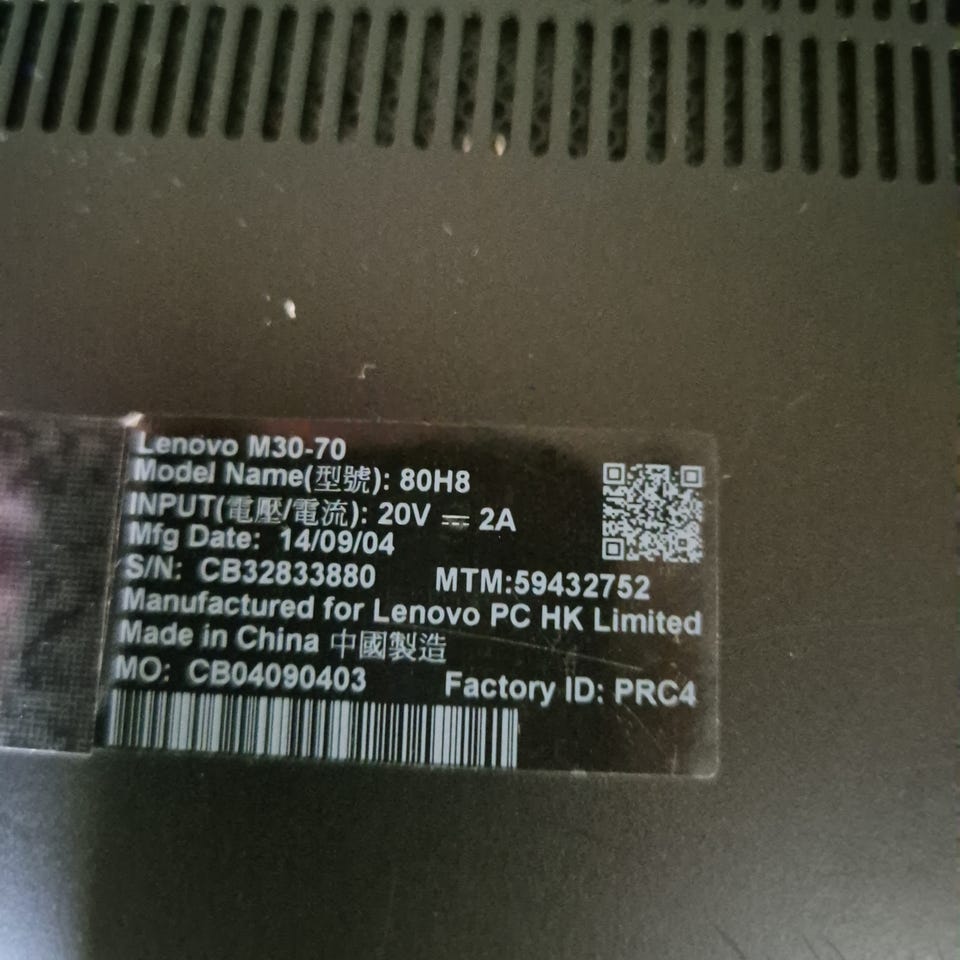 Lenovo M30-70
Model Name(型號): 80H8
INPUT(電壓/電流): 20V ⎓ 2A
Mfg Date: 14/09/04
S/N: CB32833880 MTM:59432752
Manufactured for Lenovo PC HK Limited
Made in China 中國製造
MO: CB04090403 Factory ID: PRC4